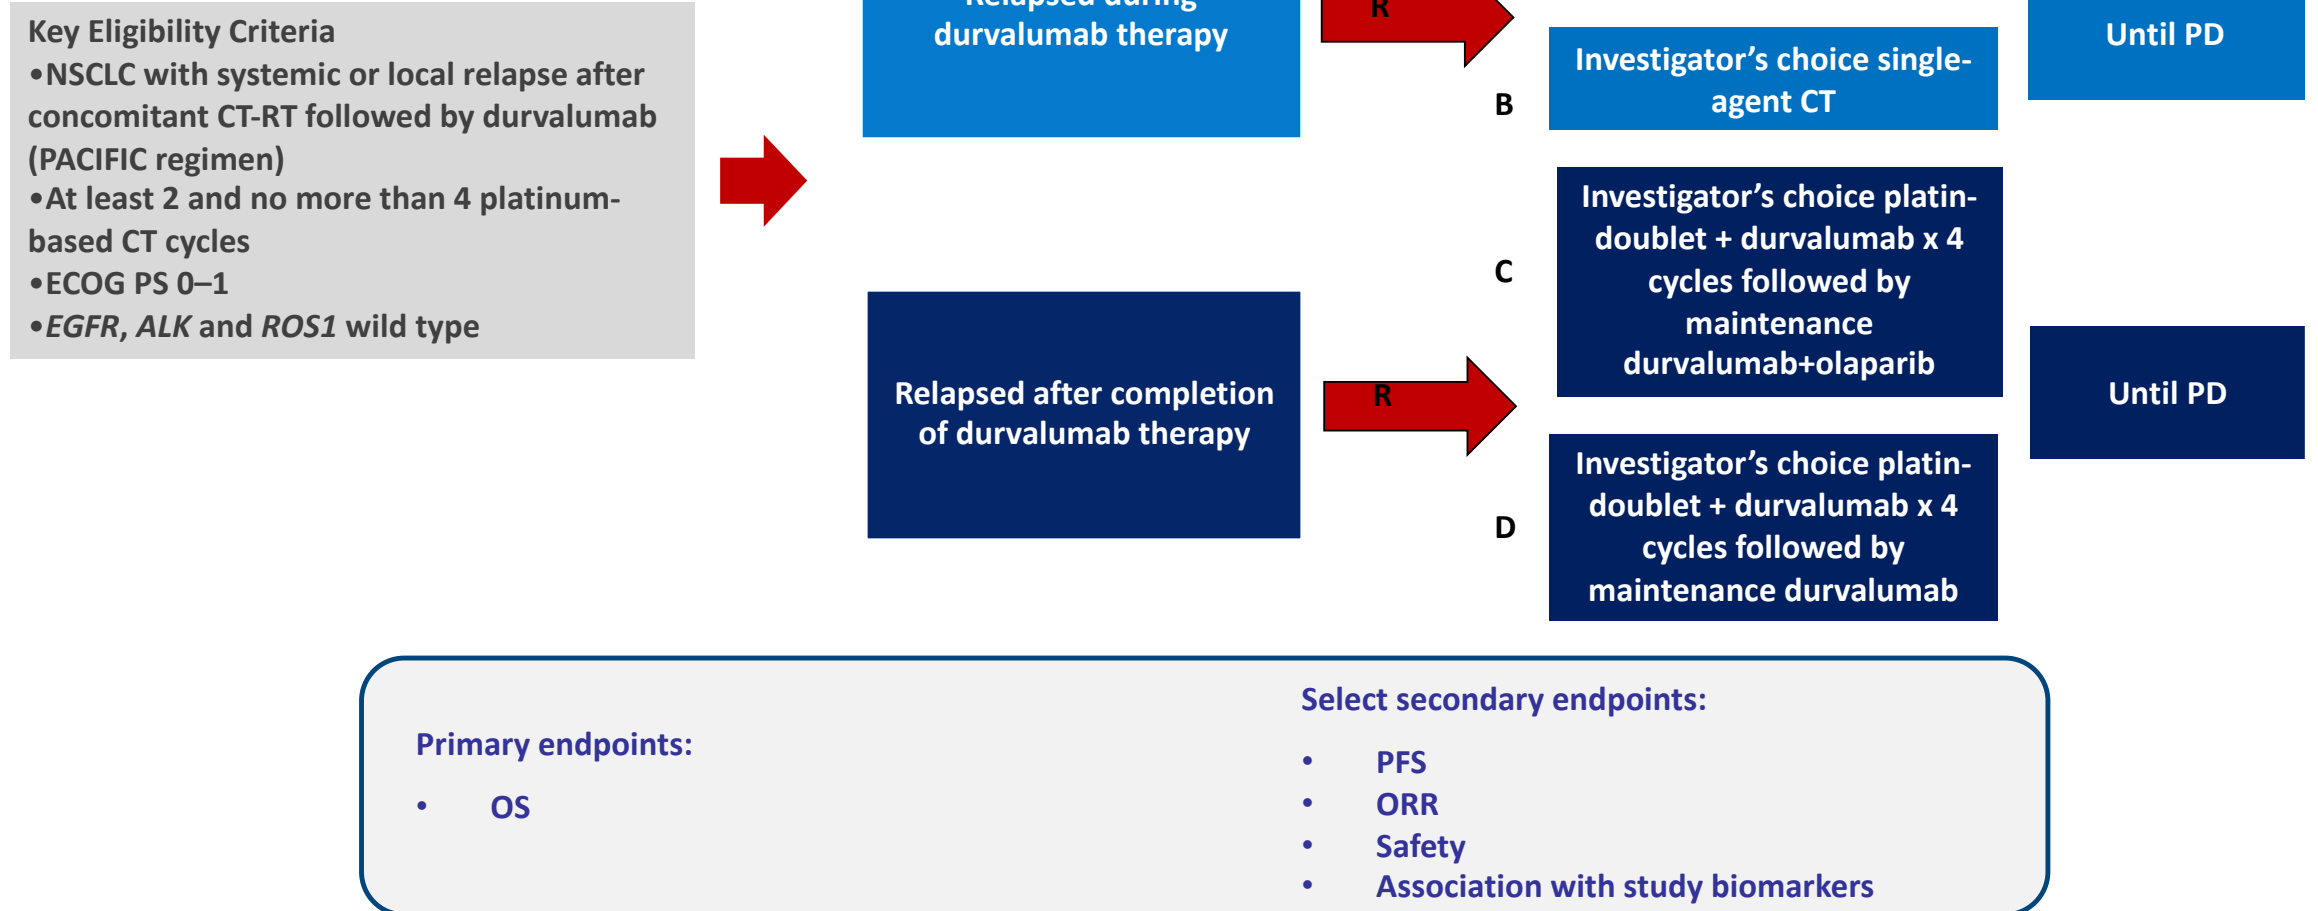 Key Eligibility Criteria
•NSCLC with systemic or local relapse after
concomitant CT-RT followed by durvalumab
(PACIFIC regimen)
•At least 2 and no more than 4 platinum-
based CT cycles
•ECOG PS 0–1
•EGFR, ALK and ROS1 wild type
Relapsed during
durvalumab therapy
R
B
Investigator's choice single-
agent CT
Until PD
Relapsed after completion
of durvalumab therapy
R
C
Investigator's choice platin-
doublet + durvalumab x 4
cycles followed by
maintenance
durvalumab+olaparib
D
Investigator's choice platin-
doublet + durvalumab x 4
cycles followed by
maintenance durvalumab
Until PD
Primary endpoints:
• OS
Select secondary endpoints:
• PFS
• ORR
• Safety
• Association with study biomarkers